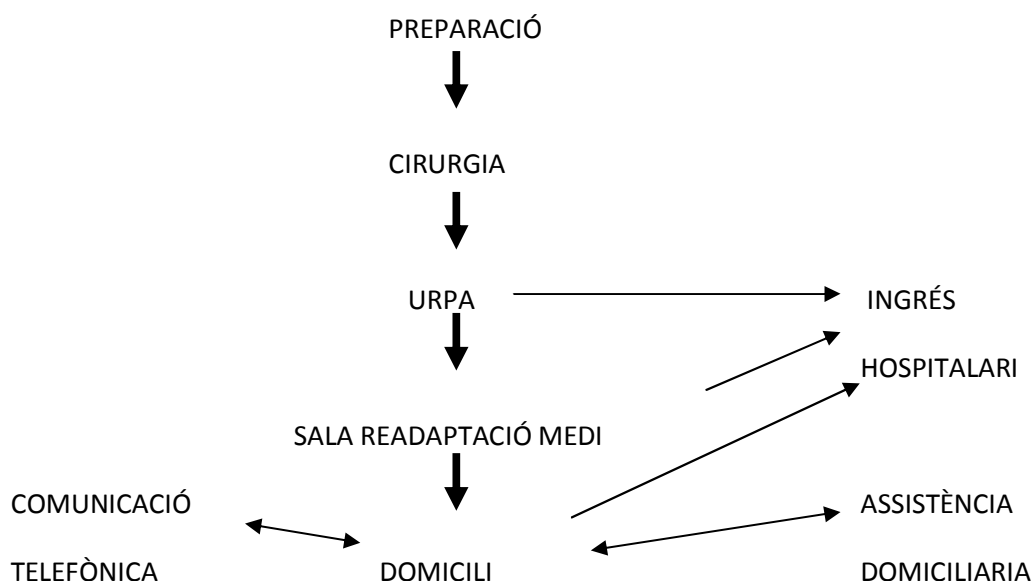 PREPARACIÓ
CIRURGIA
URPA
INGRÉS
HOSPITALARI
SALA READAPTACIÓ MEDI
COMUNICACIÓ
ASSISTÈNCIA
TELEFÒNICA
DOMICILI
DOMICILIARIA